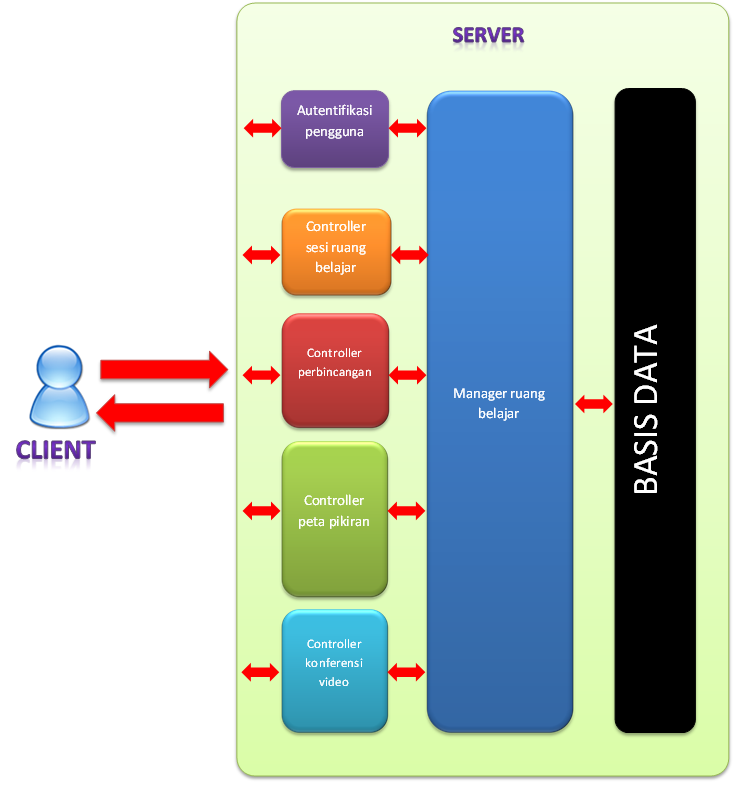 SERVER
Autentifikasi
pengguna
Controller
sesi ruang
belajar
Controller
perbincangan
Controller
peta pikiran
Controller
konferensi
video
Manager ruang
belajar
BASIS DATA
CLIENT